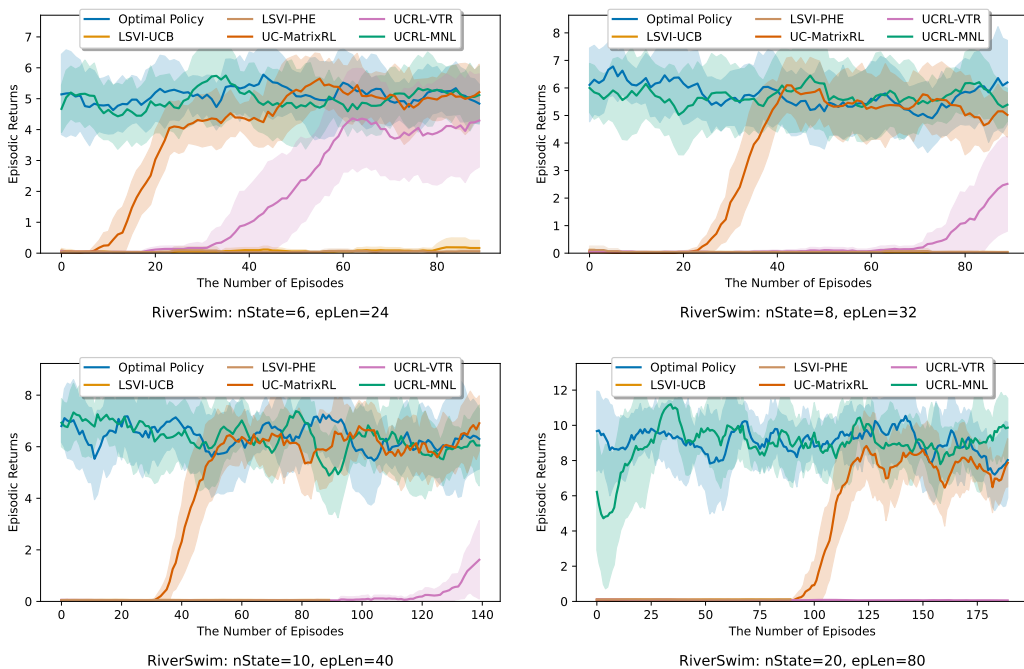 Optimal Policy LSVI-PHE UCRL-VTR
LSVI-UCB UC-MatrixRL UCRL-MNL
7
6
5
4
3
2
1
0
Episodic Returns
0 20 40 60 80
The Number of Episodes
RiverSwim: nState=6, epLen=24
Optimal Policy LSVI-PHE UCRL-VTR
LSVI-UCB UC-MatrixRL UCRL-MNL
8
7
6
5
4
3
2
1
0
Episodic Returns
0 20 40 60 80
The Number of Episodes
RiverSwim: nState=8, epLen=32
Optimal Policy LSVI-PHE UCRL-VTR
LSVI-UCB UC-MatrixRL UCRL-MNL
8
6
4
2
0
Episodic Returns
0 20 40 60 80 100 120 140
The Number of Episodes
RiverSwim: nState=10, epLen=40
Optimal Policy LSVI-PHE UCRL-VTR
LSVI-UCB UC-MatrixRL UCRL-MNL
12
10
8
6
4
2
0
Episodic Returns
0 25 50 75 100 125 150 175
The Number of Episodes
RiverSwim: nState=20, epLen=80